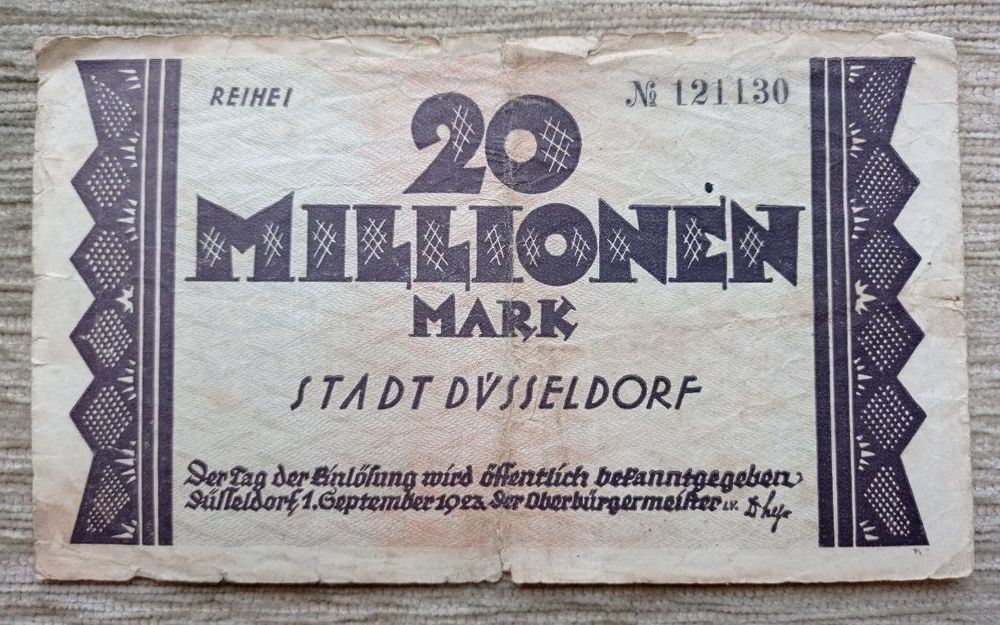 REIHE I
№ 121130
20
MILLIONEN
MARK
STADT DÜSSELDORF
Der Tag der Einlösung wird öffentlich bekanntgegeben
Düsseldorf, 1. September 1923. Der Oberbürgermeister i.V.